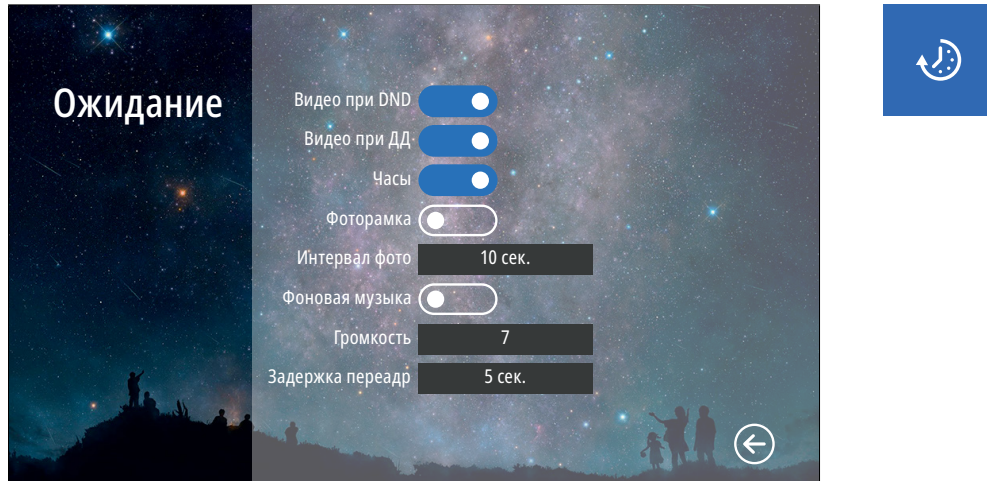 Ожидание
Видео при DND
Видео при ДД
Часы
Фоторамка
Интервал фото 10 сек.
Фоновая музыка
Громкость 7
Задержка переадр 5 сек.